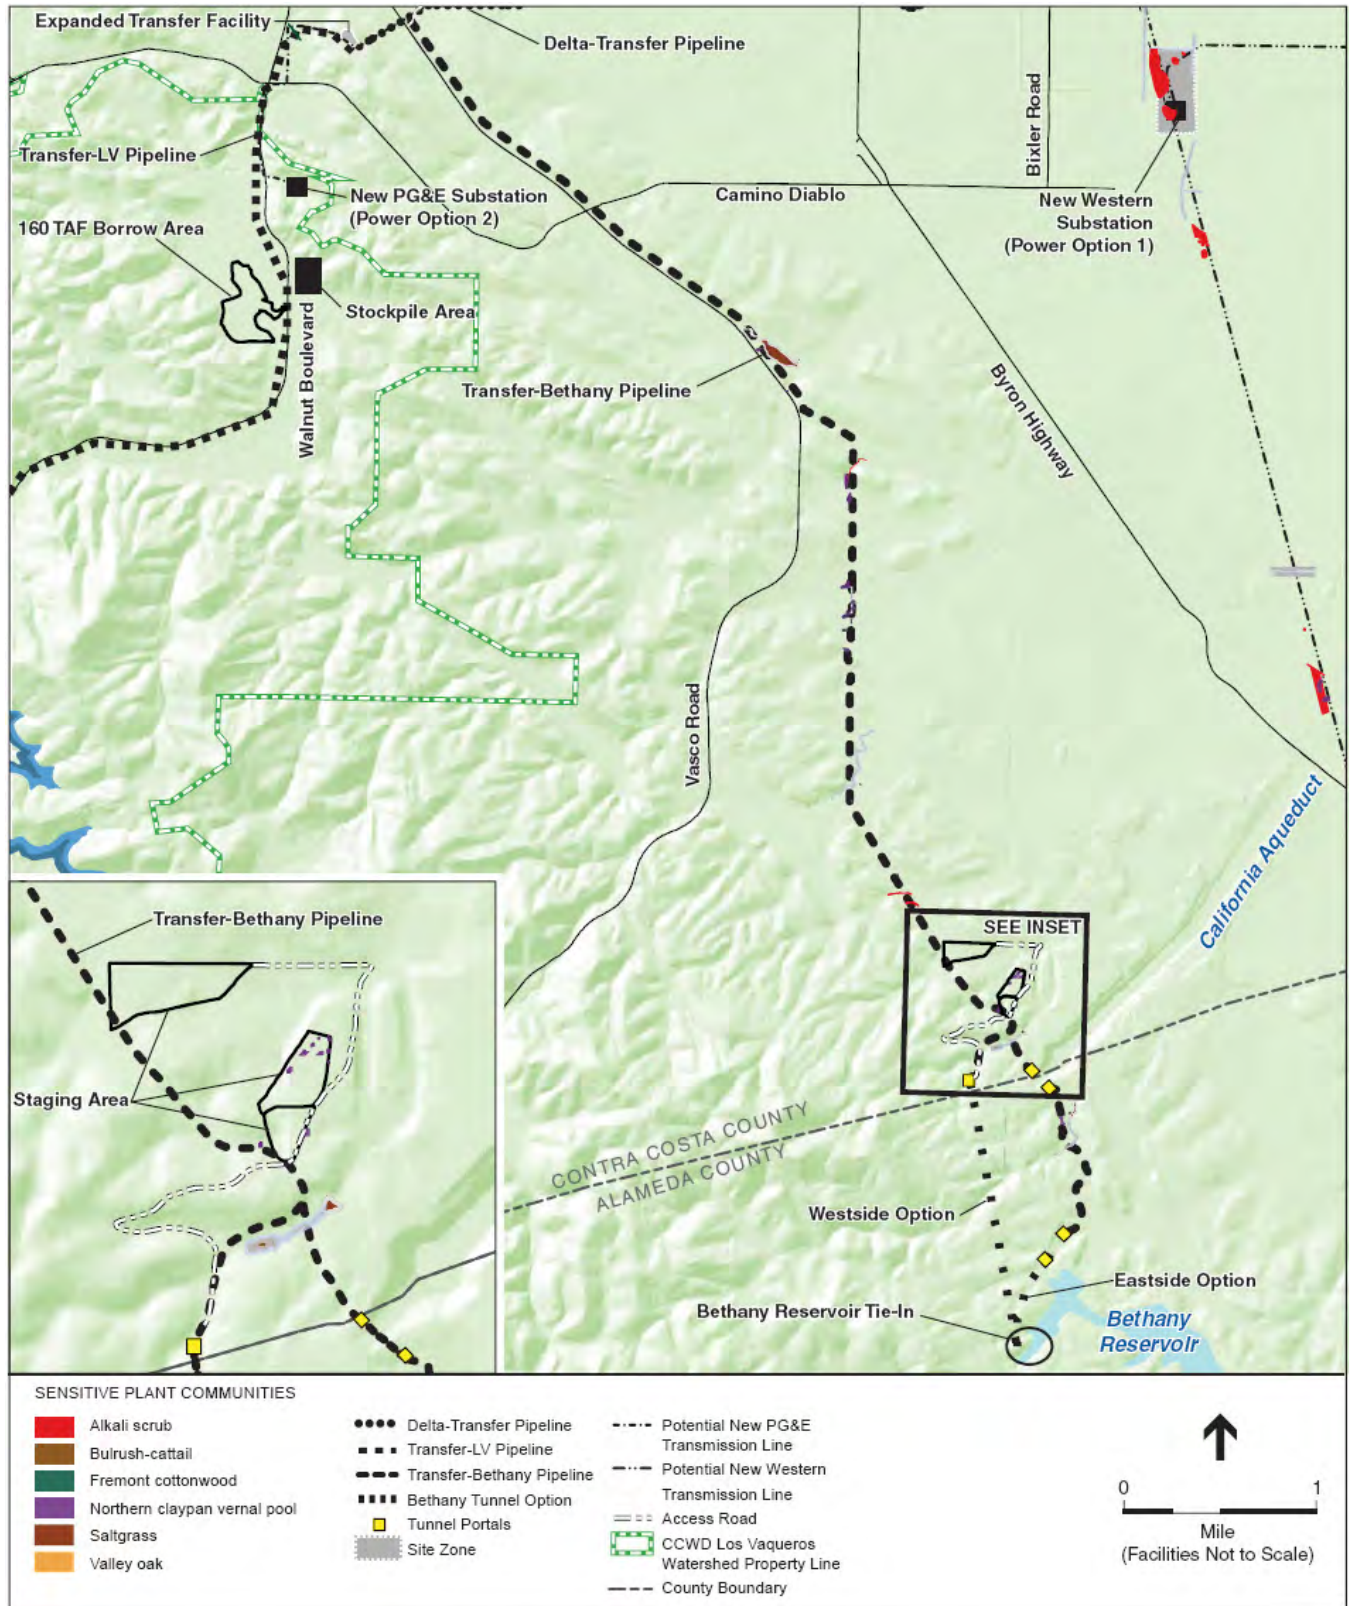 Expanded Transfer Facility
Delta-Transfer Pipeline
Bixler Road
Transfer-LV Pipeline
New PG&E Substation
(Power Option 2)
Camino Diablo
New Western
Substation
(Power Option 1)
160 TAF Borrow Area
Stockpile Area
Walnut Boulevard
Transfer-Bethany Pipeline
Byron Highway
Vasco Road
California Aqueduct
SEE INSET
Transfer-Bethany Pipeline
Staging Area
CONTRA COSTA COUNTY
ALAMEDA COUNTY
Westside Option
Eastside Option
Bethany Reservoir Tie-In
Bethany
Reservoir
SENSITIVE PLANT COMMUNITIES
Alkali scrub
Bulrush-cattail
Fremont cottonwood
Northern claypan vernal pool
Saltgrass
Valley oak
Delta-Transfer Pipeline
Transfer-LV Pipeline
Transfer-Bethany Pipeline
Bethany Tunnel Option
Tunnel Portals
Site Zone
Potential New PG&E
Transmission Line
Potential New Western
Transmission Line
Access Road
CCWD Los Vaqueros
Watershed Property Line
County Boundary
0 1
Mile
(Facilities Not to Scale)